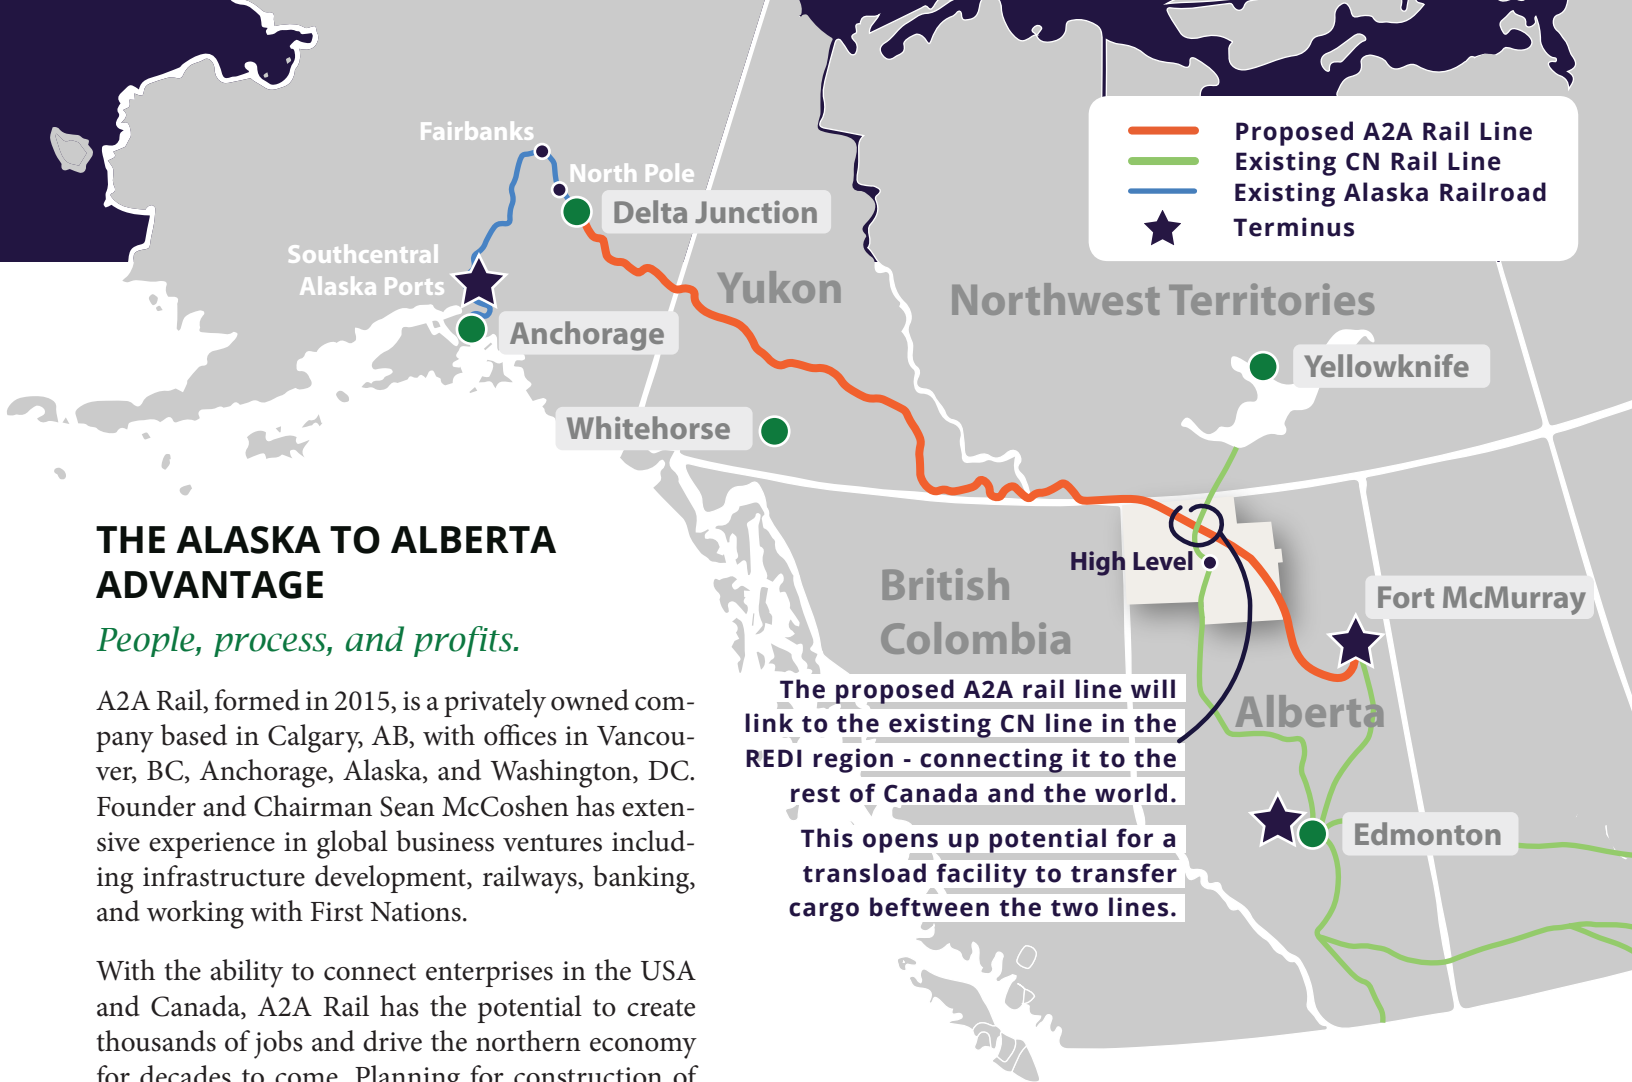 Fairbanks
North Pole
Delta Junction
Southcentral
Alaska Ports
Anchorage
Yukon
Northwest Territories
Yellowknife
Whitehorse
Proposed A2A Rail Line
Existing CN Rail Line
Existing Alaska Railroad
Terminus
High Level
British
Colombia
Fort McMurray
Alberta
Edmonton
The proposed A2A rail line will
link to the existing CN line in the
REDI region - connecting it to the
rest of Canada and the world.
This opens up potential for a
transload facility to transfer
cargo beftween the two lines.
THE ALASKA TO ALBERTA
ADVANTAGE
People, process, and profits.
A2A Rail, formed in 2015, is a privately owned com-
pany based in Calgary, AB, with offices in Vancou-
ver, BC, Anchorage, Alaska, and Washington, DC.
Founder and Chairman Sean McCoshen has exten-
sive experience in global business ventures includ-
ing infrastructure development, railways, banking,
and working with First Nations.
With the ability to connect enterprises in the USA
and Canada, A2A Rail has the potential to create
thousands of jobs and drive the northern economy
for decades to come. Planning for construction of